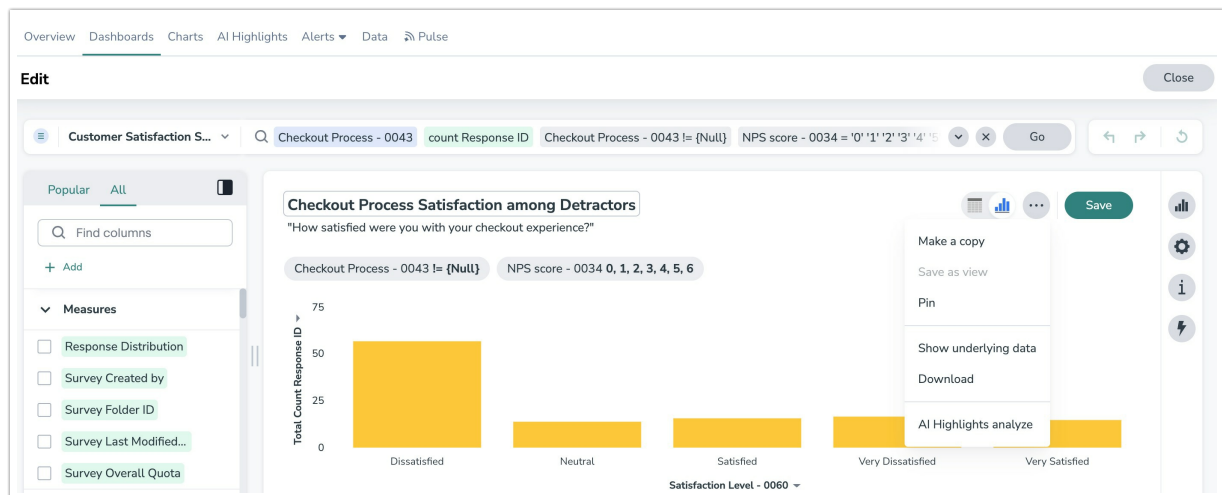 Overview Dashboards Charts AI Highlights Alerts Data Pulse
Edit
Close
Customer Satisfaction S...
Checkout Process - 0043 count Response ID Checkout Process - 0043 != {Null} NPS score - 0034 = '0' '1' '2' '3' '4' '5
Go
Popular All
Find columns
+ Add
Measures
Response Distribution
Survey Created by
Survey Folder ID
Survey Last Modified...
Survey Overall Quota
Checkout Process Satisfaction among Detractors
"How satisfied were you with your checkout experience?"
Save
Checkout Process - 0043 != {Null} NPS score - 0034 0, 1, 2, 3, 4, 5, 6
Make a copy
Save as view
Pin
Show underlying data
Download
AI Highlights analyze
Total Count Response ID
75
50
25
0
Dissatisfied Neutral Satisfied Very Dissatisfied Very Satisfied
Satisfaction Level - 0060